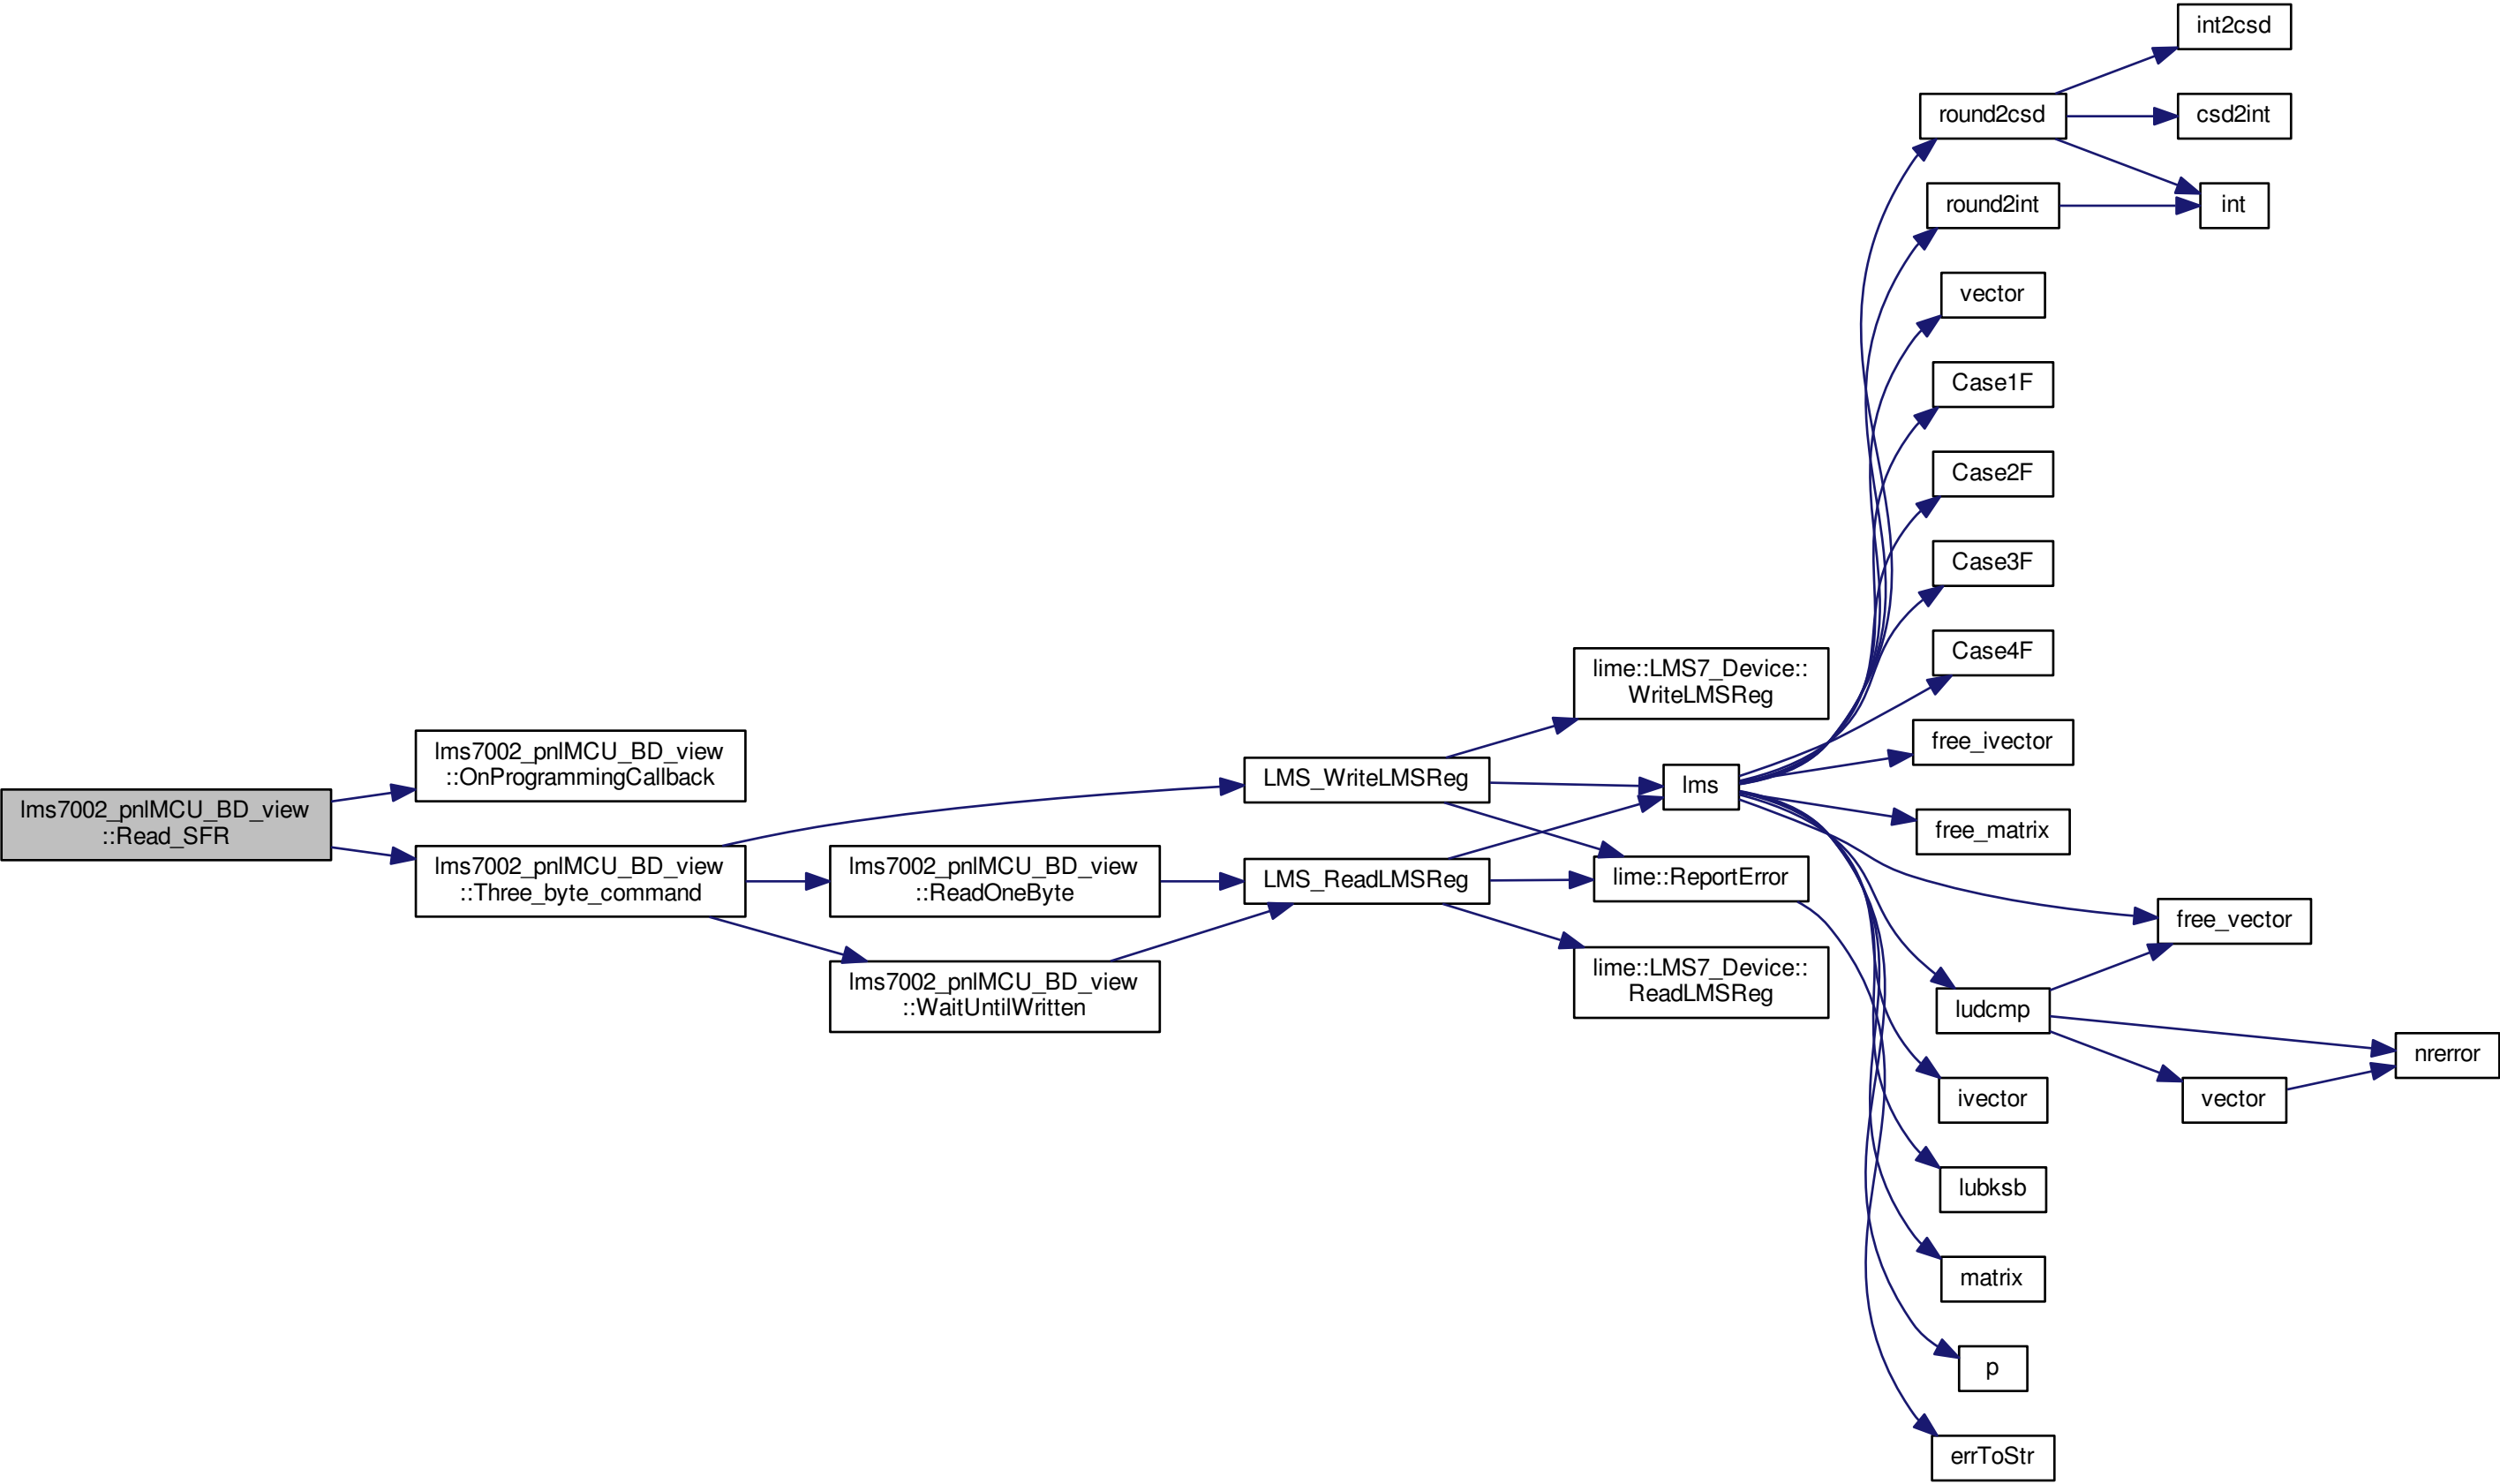 lms7002_pnlMCU_BD_view
::Read_SFR
lms7002_pnlMCU_BD_view
::OnProgrammingCallback
lms7002_pnlMCU_BD_view
::Three_byte_command
LMS_WriteLMSReg
lms7002_pnlMCU_BD_view
::ReadOneByte
lms7002_pnlMCU_BD_view
::WaitUntilWritten
LMS_ReadLMSReg
lime::LMS7_Device::
WriteLMSReg
lms
lime::ReportError
lime::LMS7_Device::
ReadLMSReg
round2csd
round2int
vector
Case1F
Case2F
Case3F
Case4F
free_ivector
free_matrix
free_vector
ludcmp
ivector
lubksb
matrix
p
errToStr
int2csd
csd2int
int
vector
nrerror